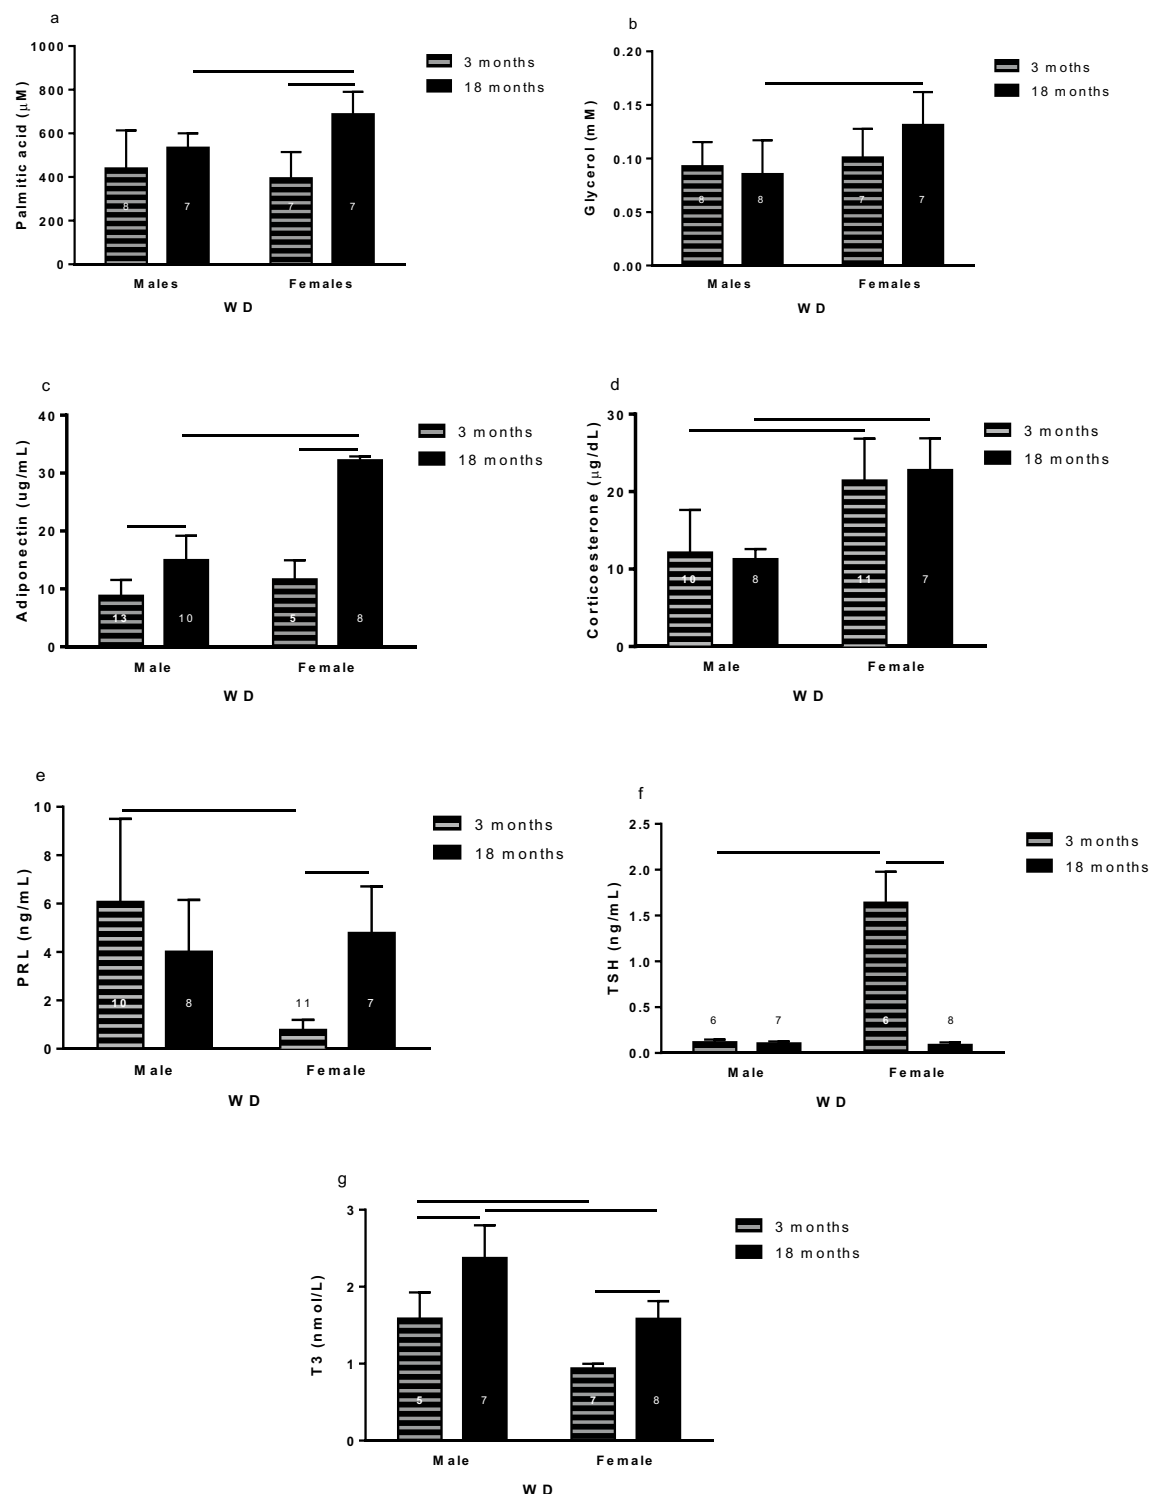 a
Palmitic acid (μM)
1000
800
600
400
200
0
8
7
7
7
Males
Females
WD
3 months
18 months
b
Glycerol (mM)
0.20
0.15
0.10
0.05
0.00
8
8
7
7
Males
Females
WD
3 moths
18 months
c
Adiponectin (ug/mL)
40
30
20
10
0
13
10
5
8
Male
Female
WD
3 months
18 months
d
Corticoesterone (μg/dL)
30
20
10
0
10
8
11
7
Male
Female
WD
3 months
18 months
e
PRL (ng/mL)
10
8
6
4
2
0
10
8
11
7
Male
Female
WD
3 months
18 months
f
TSH (ng/mL)
2.5
2.0
1.5
1.0
0.5
0.0
6
7
6
8
Male
Female
WD
3 months
18 months
g
T3 (nmol/L)
3
2
1
0
5
7
7
8
Male
Female
WD
3 months
18 months